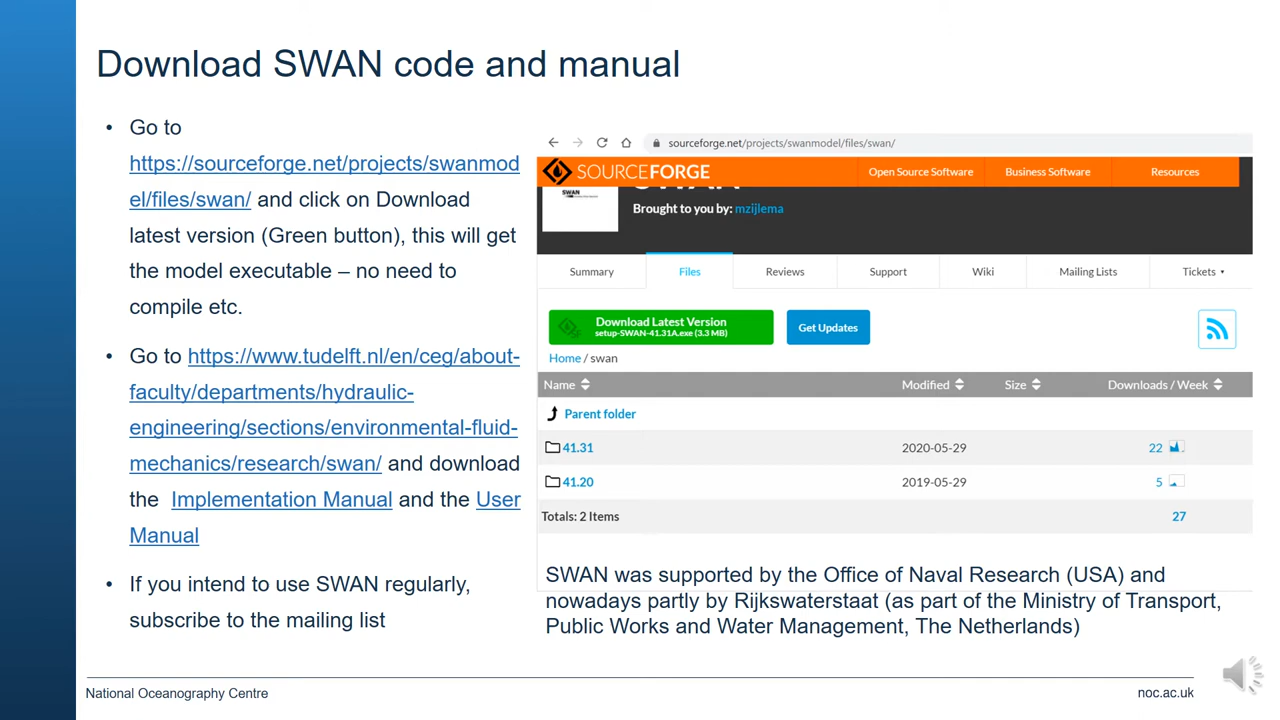 Download SWAN code and manual
• Go to
https://sourceforge.net/projects/swanmod
el/files/swan/ and click on Download
latest version (Green button), this will get
the model executable – no need to
compile etc.
• Go to https://www.tudelft.nl/en/ceg/about-
faculty/departments/hydraulic-
engineering/sections/environmental-fluid-
mechanics/research/swan/ and download
the Implementation Manual and the User
Manual
• If you intend to use SWAN regularly,
subscribe to the mailing list
sourceforge.net/projects/swanmodel/files/swan/
SOURCEFORGE Open Source Software Business Software Resources
SWAN
SWAN
Brought to you by: mzijlema
Summary Files Reviews Support Wiki Mailing Lists Tickets
Download Latest Version
setup-SWAN-41.31A.exe (3.3 MB)
Get Updates
Home / swan
Name Modified Size Downloads / Week
Parent folder
41.31 2020-05-29 22
41.20 2019-05-29 5
Totals: 2 Items 27
SWAN was supported by the Office of Naval Research (USA) and
nowadays partly by Rijkswaterstaat (as part of the Ministry of Transport,
Public Works and Water Management, The Netherlands)
National Oceanography Centre
noc.ac.uk